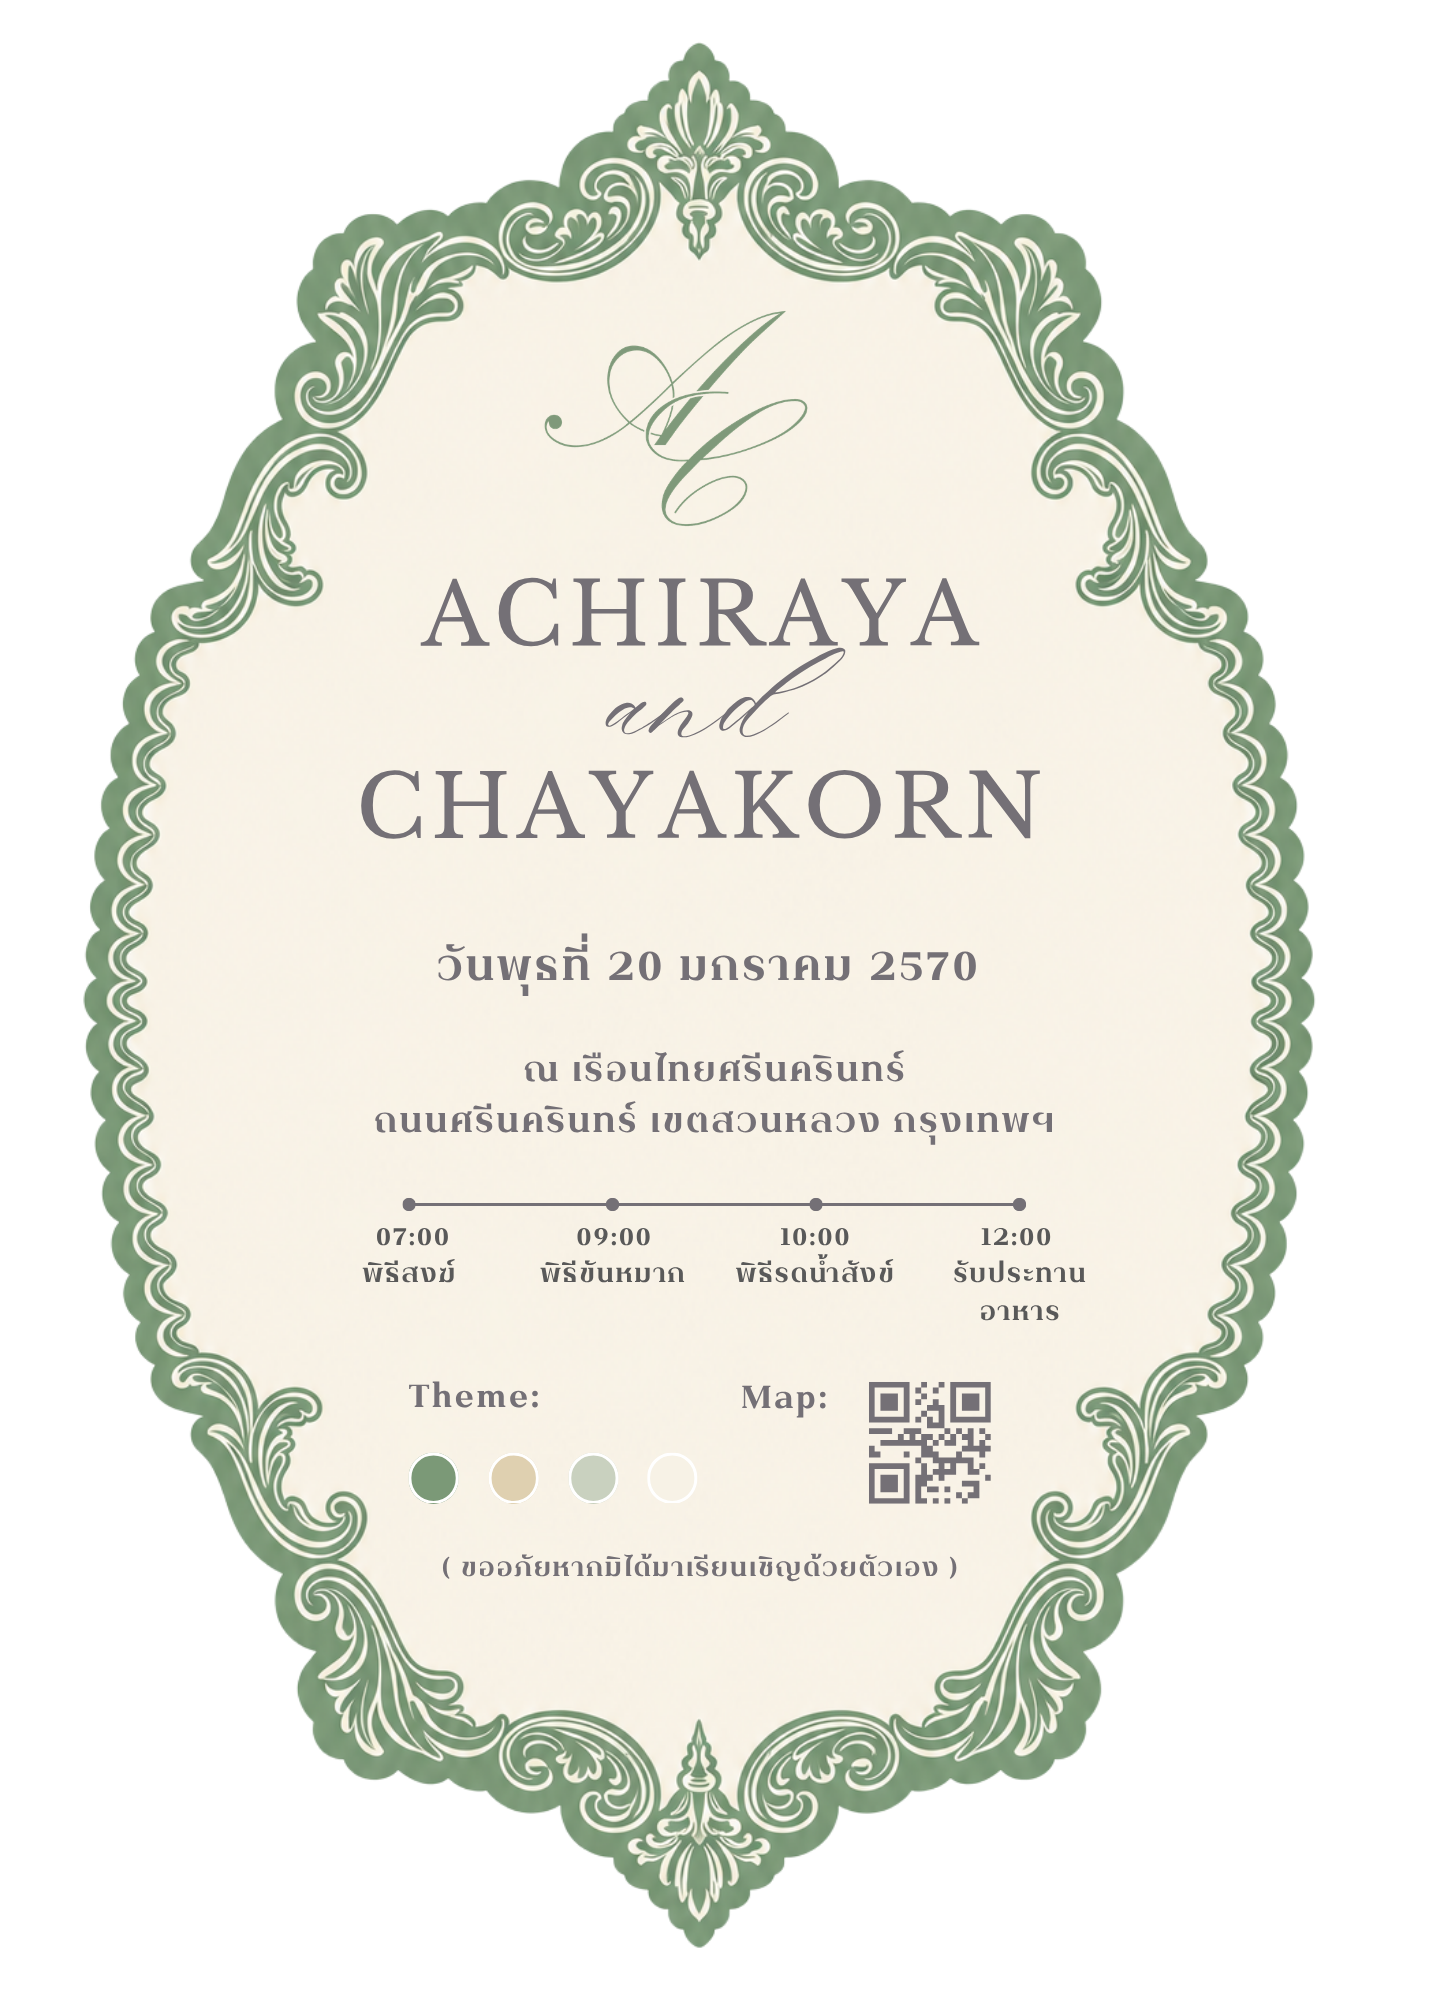 AC
ACHIRAYA
and
CHAYAKORN
วันพุธที่ 20 มกราคม 2570
ณ เรือนไทยศรีนครินทร์
ถนนศรีนครินทร์ เขตสวนหลวง กรุงเทพฯ
07:00 09:00 10:00 12:00
พิธีสงฆ์ พิธีขันหมาก พิธีรดน้ำสังข์ รับประทาน
อาหาร
Theme: Map:
( ขออภัยหากมิได้มาเรียนเชิญด้วยตัวเอง )